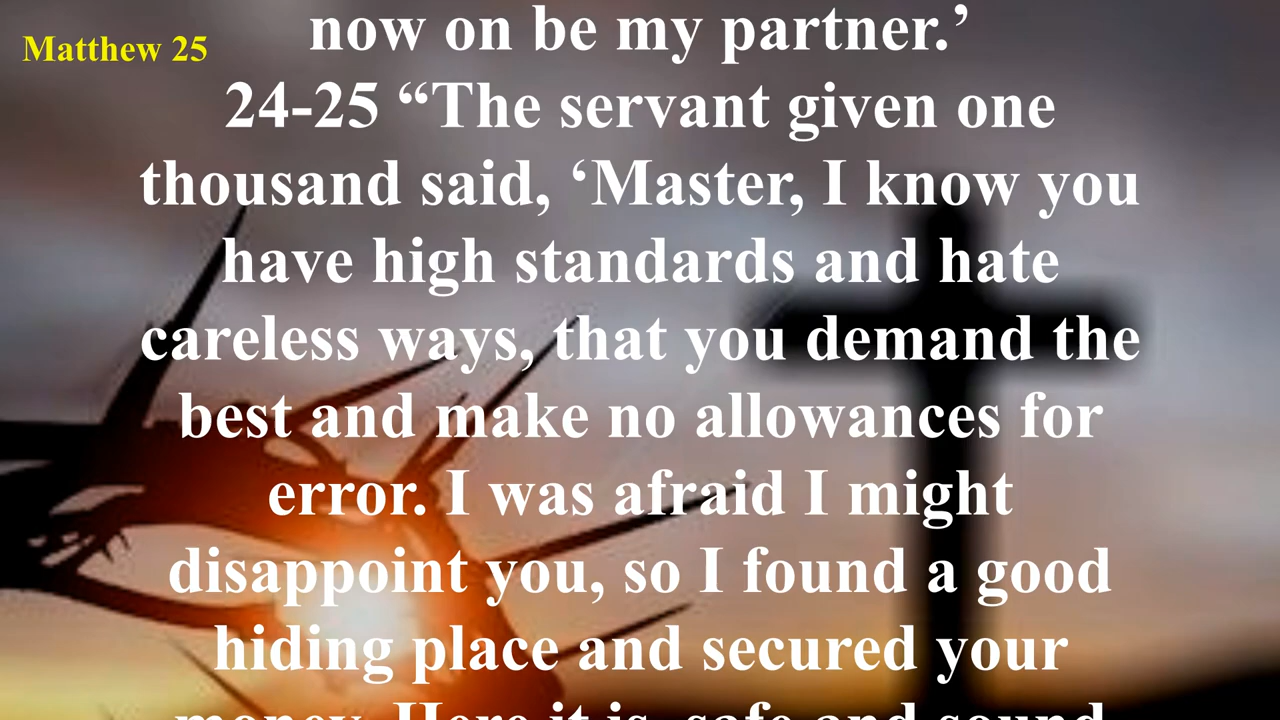 Matthew 25
now on be my partner.’
24-25 “The servant given one
thousand said, ‘Master, I know you
have high standards and hate
careless ways, that you demand the
best and make no allowances for
error. I was afraid I might
disappoint you, so I found a good
hiding place and secured your
money. Here it is, safe and sound